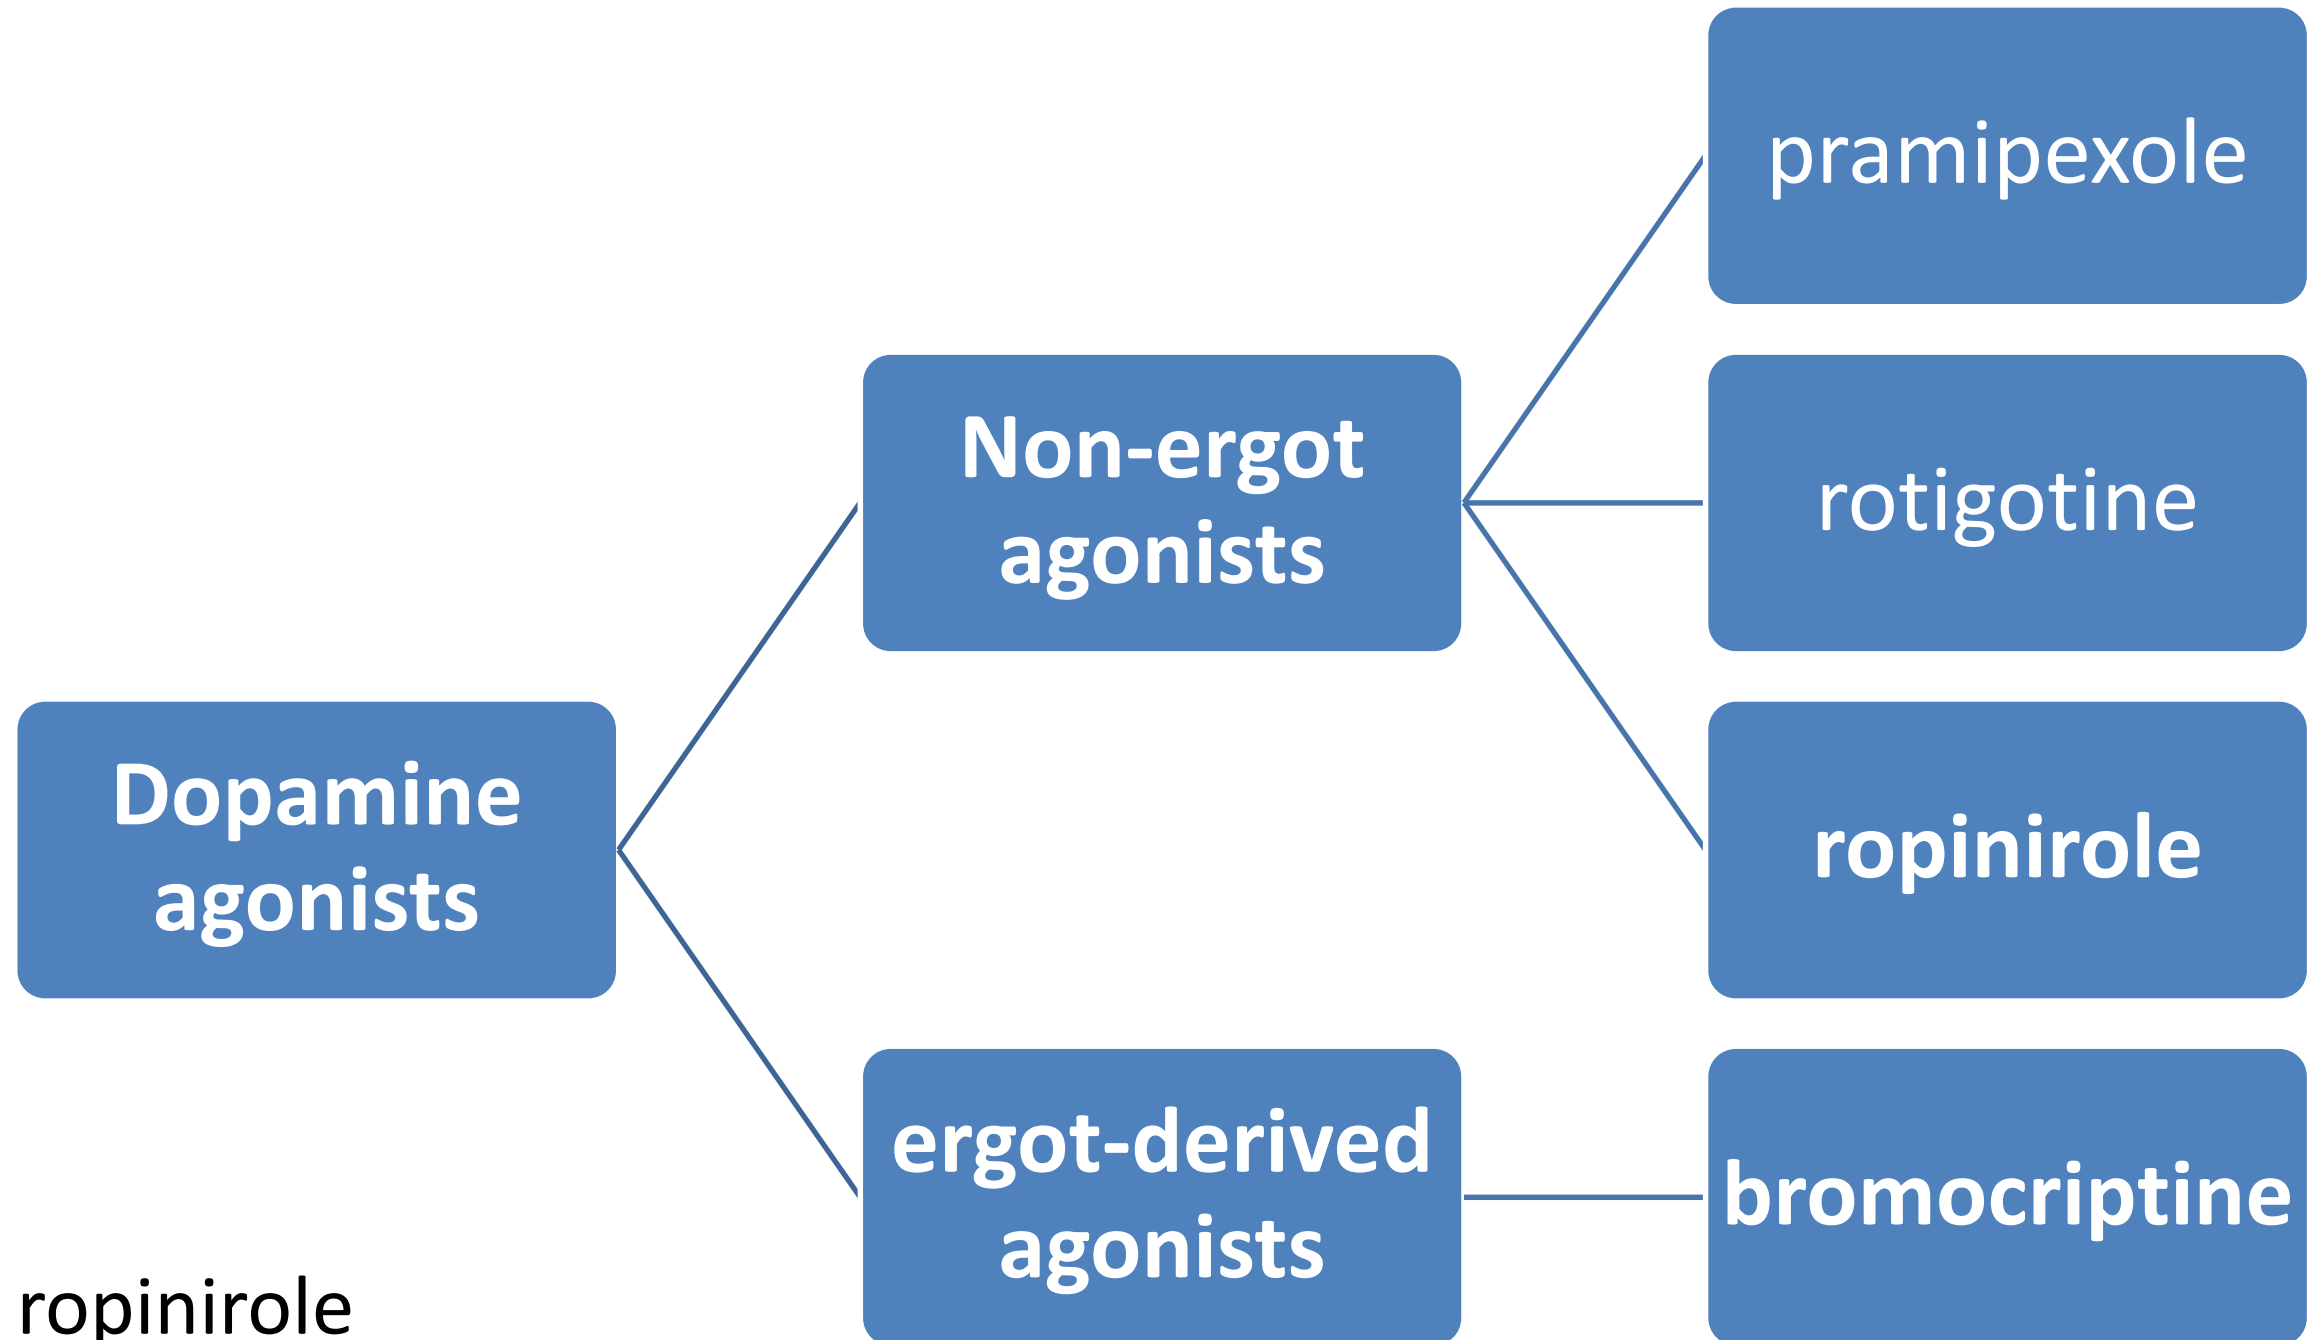 Dopamine
agonists
Non-ergot
agonists
pramipexole
rotigotine
ropinirole
ergot-derived
agonists
bromocriptine
ropinirole